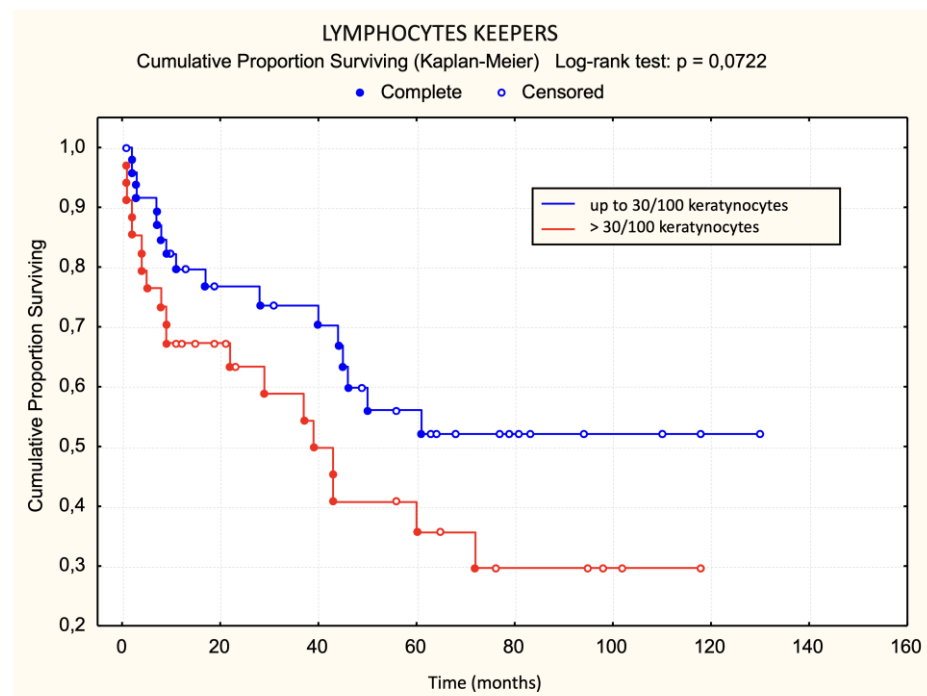 LYMPHOCYTES KEEPERS
Cumulative Proportion Surviving (Kaplan-Meier) Log-rank test: p = 0,0722
Complete Censored
1,0
0,9
0,8
0,7
0,6
0,5
0,4
0,3
0,2
Cumulative Proportion Surviving
up to 30/100 keratynocytes
> 30/100 keratynocytes
0 20 40 60 80 100 120 140 160
Time (months)